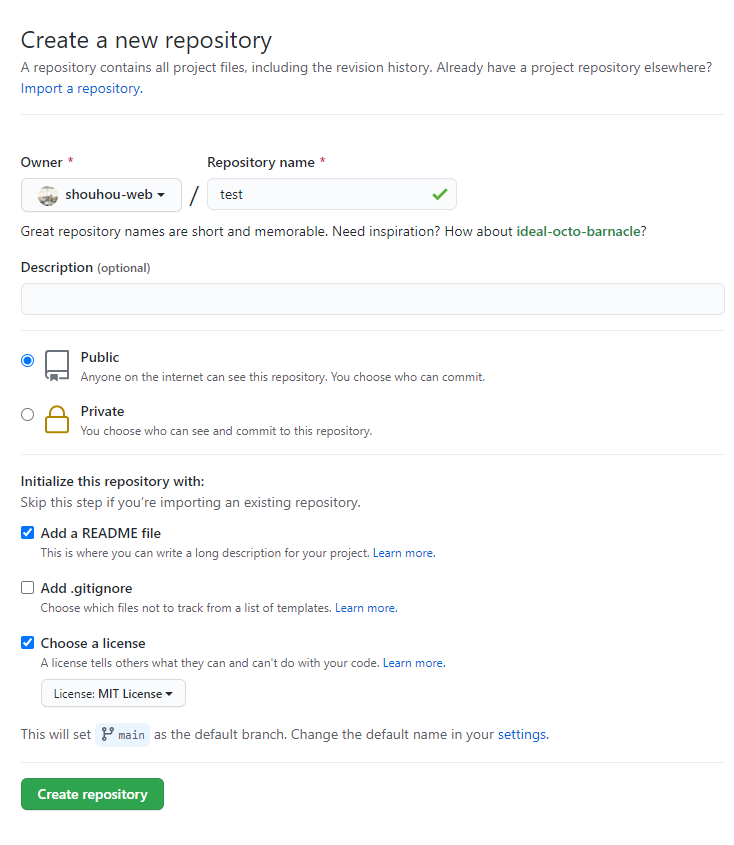 Create a new repository
A repository contains all project files, including the revision history. Already have a project repository elsewhere?
Import a repository.
Owner * Repository name *
shouhou-web / test
Great repository names are short and memorable. Need inspiration? How about ideal-octo-barnacle?
Description (optional)
Public
Anyone on the internet can see this repository. You choose who can commit.
Private
You choose who can see and commit to this repository.
Initialize this repository with:
Skip this step if you’re importing an existing repository.
Add a README file
This is where you can write a long description for your project. Learn more.
Add .gitignore
Choose which files not to track from a list of templates. Learn more.
Choose a license
A license tells others what they can and can't do with your code. Learn more.
License: MIT License
This will set main as the default branch. Change the default name in your settings.
Create repository